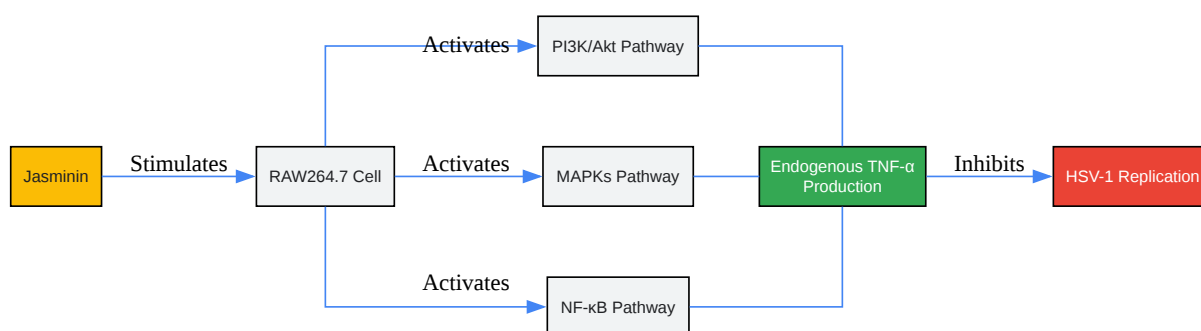 Activates
PI3K/Akt Pathway
Jasminin
Stimulates
RAW264.7 Cell
Activates
MAPKs Pathway
Endogenous TNF-α
Production
Inhibits
HSV-1 Replication
Activates
NF-κB Pathway